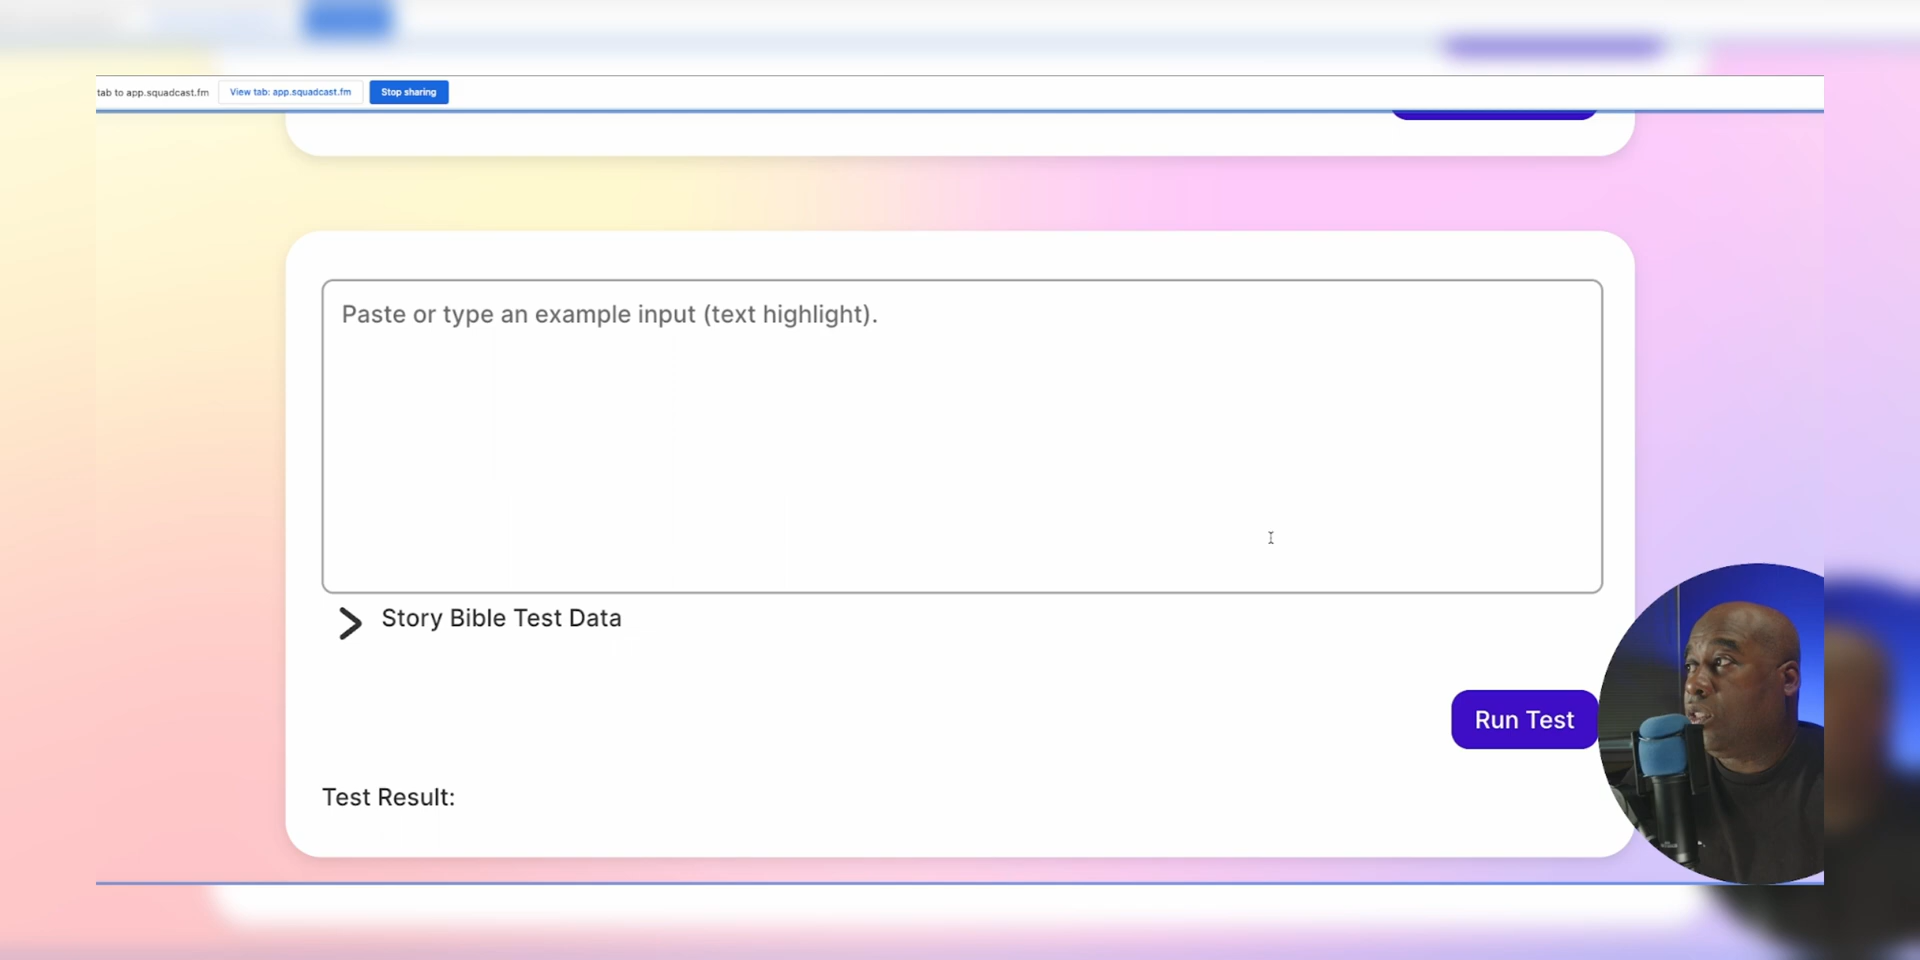 tab to app.squadcast.fm View tab: app.squadcast.fm Stop sharing
Paste or type an example input (text highlight).
Story Bible Test Data
Run Test
Test Result: